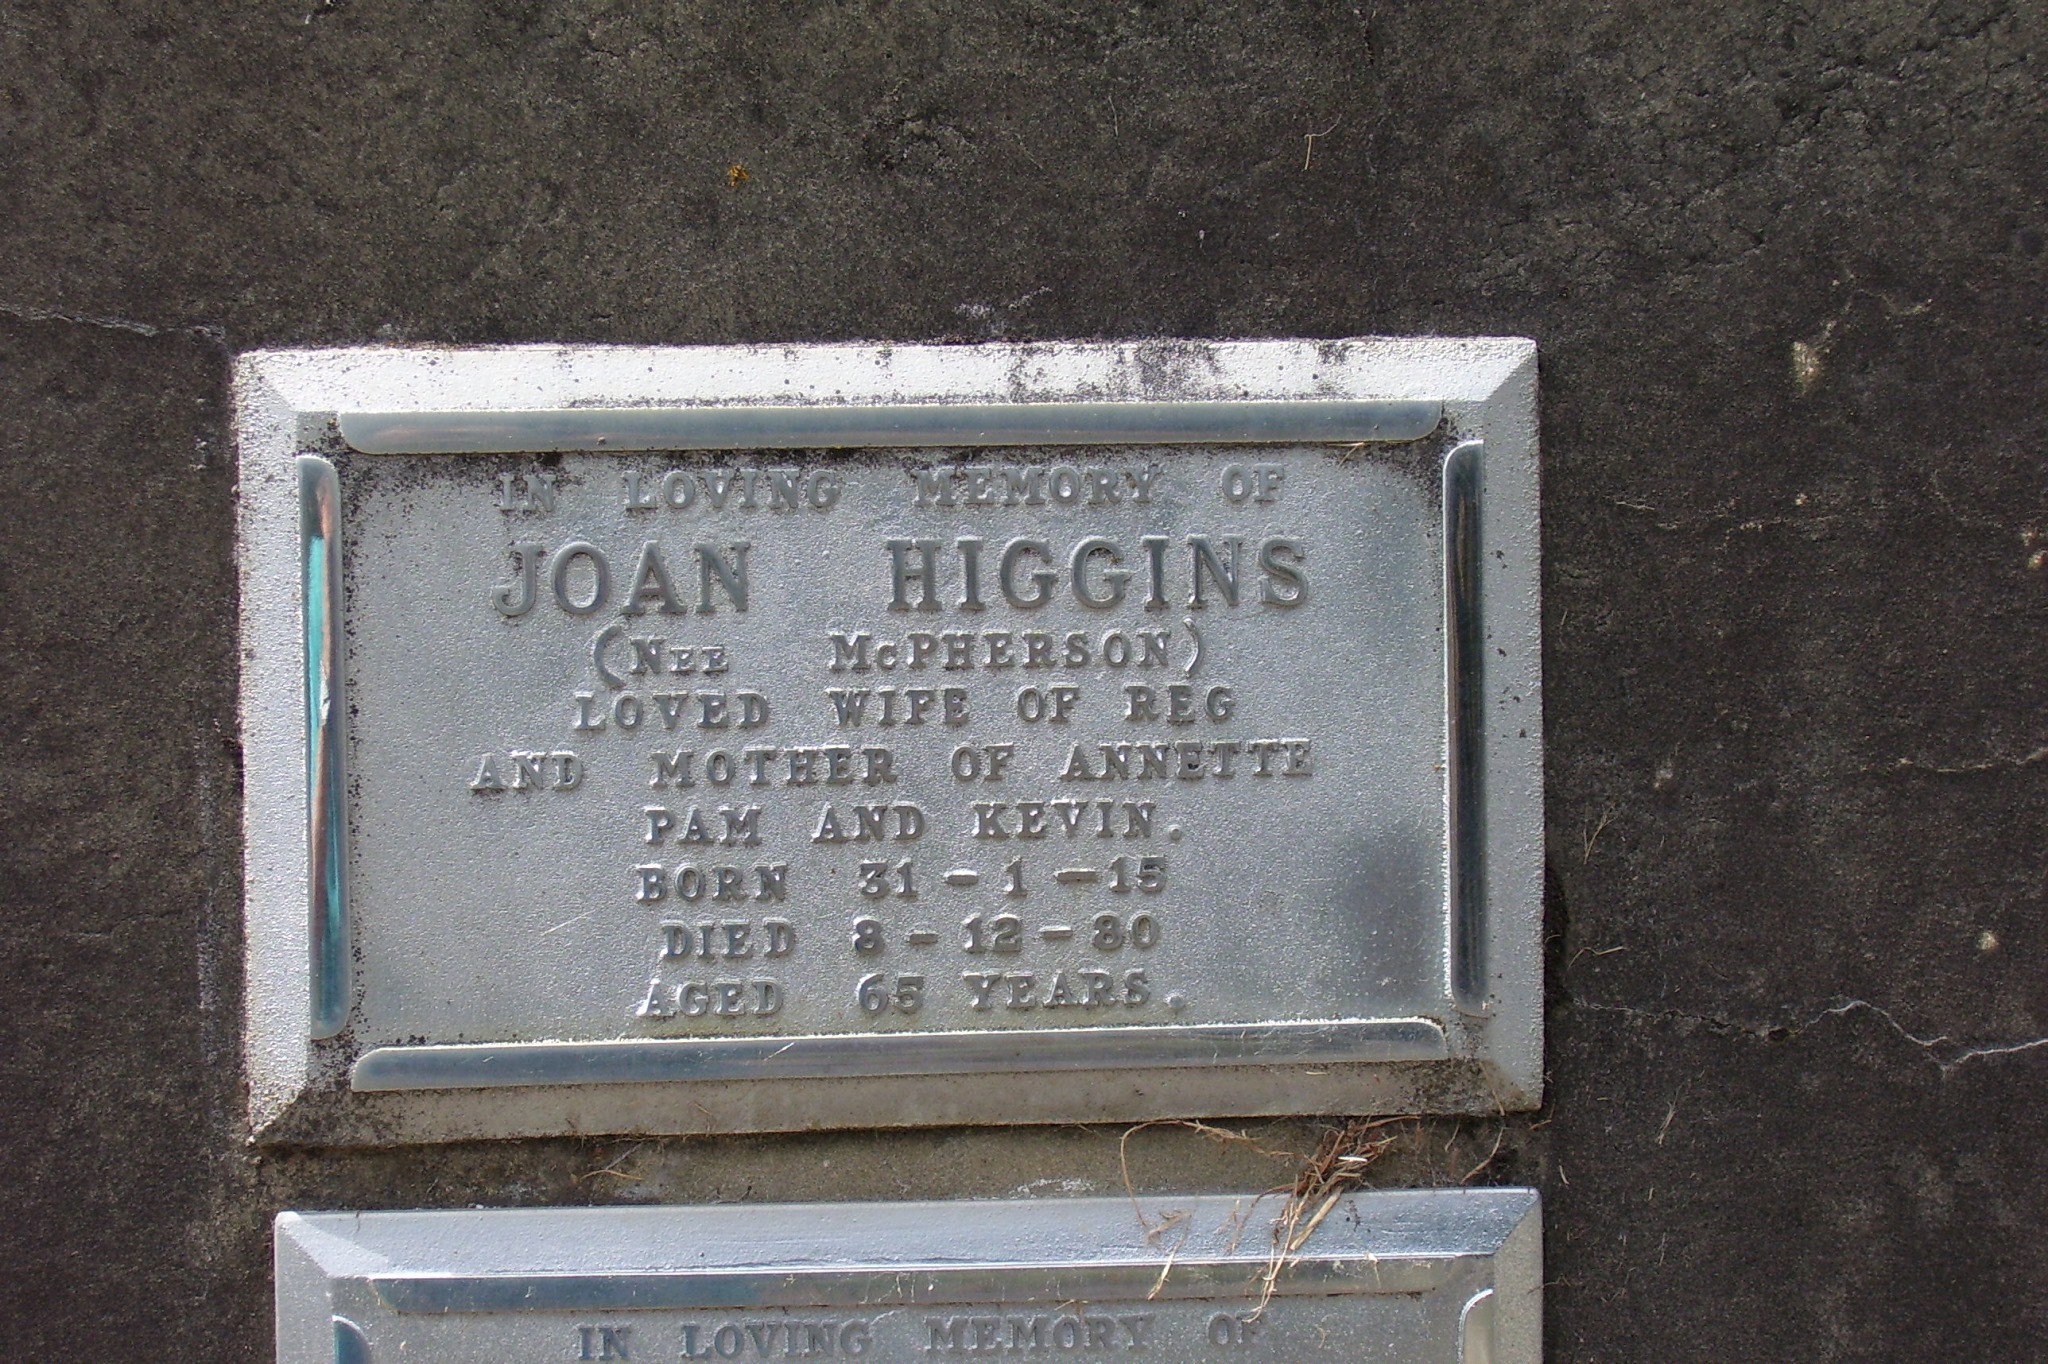 IN LOVING MEMORY OF
JOAN HIGGINS
(NEE McPHERSON)
LOVED WIFE OF REG
AND MOTHER OF ANNETTE
PAM AND KEVIN.
BORN 31-1-15
DIED 8-12-80
AGED 65 YEARS.
IN LOVING MEMORY OF